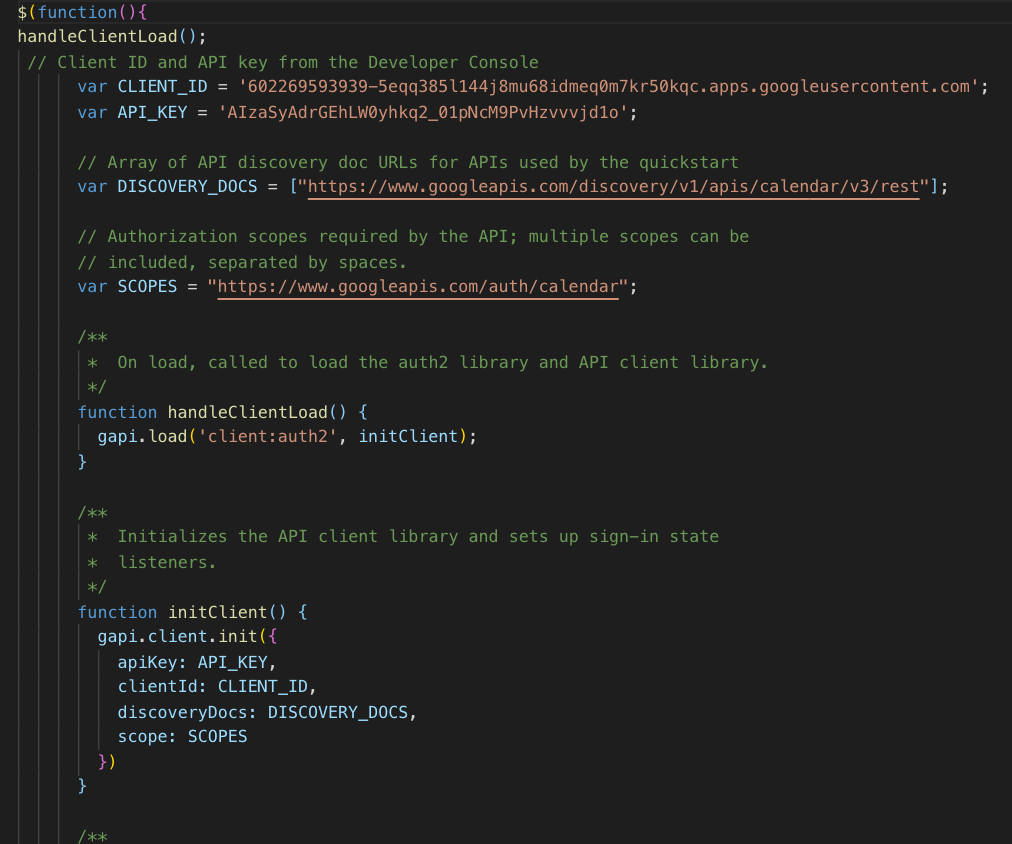 $(function(){
handleClientLoad();
// Client ID and API key from the Developer Console
var CLIENT_ID = '602269593939-5eqq385l144j8mu68idmeq0m7kr50kqc.apps.googleusercontent.com';
var API_KEY = 'AIzaSyAdrGEhLW0yhkq2_01pNcM9PvHzvvvjd1o';
// Array of API discovery doc URLs for APIs used by the quickstart
var DISCOVERY_DOCS = ["https://www.googleapis.com/discovery/v1/apis/calendar/v3/rest"];
// Authorization scopes required by the API; multiple scopes can be
// included, separated by spaces.
var SCOPES = "https://www.googleapis.com/auth/calendar";
/**
*  On load, called to load the auth2 library and API client library.
*/
function handleClientLoad() {
gapi.load('client:auth2', initClient);
}
/**
*  Initializes the API client library and sets up sign-in state
*  listeners.
*/
function initClient() {
gapi.client.init({
apiKey: API_KEY,
clientId: CLIENT_ID,
discoveryDocs: DISCOVERY_DOCS,
scope: SCOPES
})
}
/**